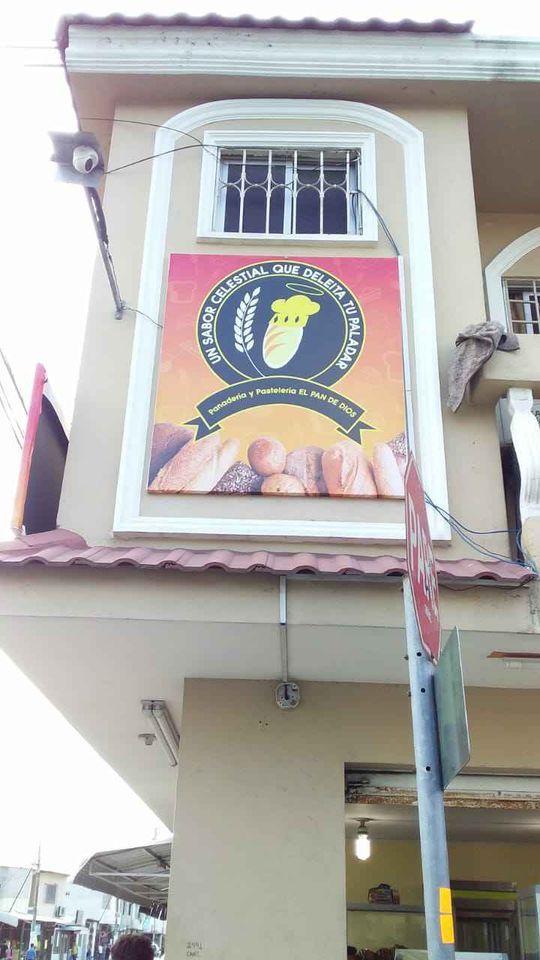 UN SABOR CELESTIAL QUE DELEITA TU PALADAR
Panadería y Pastelería EL PAN DE DIOS